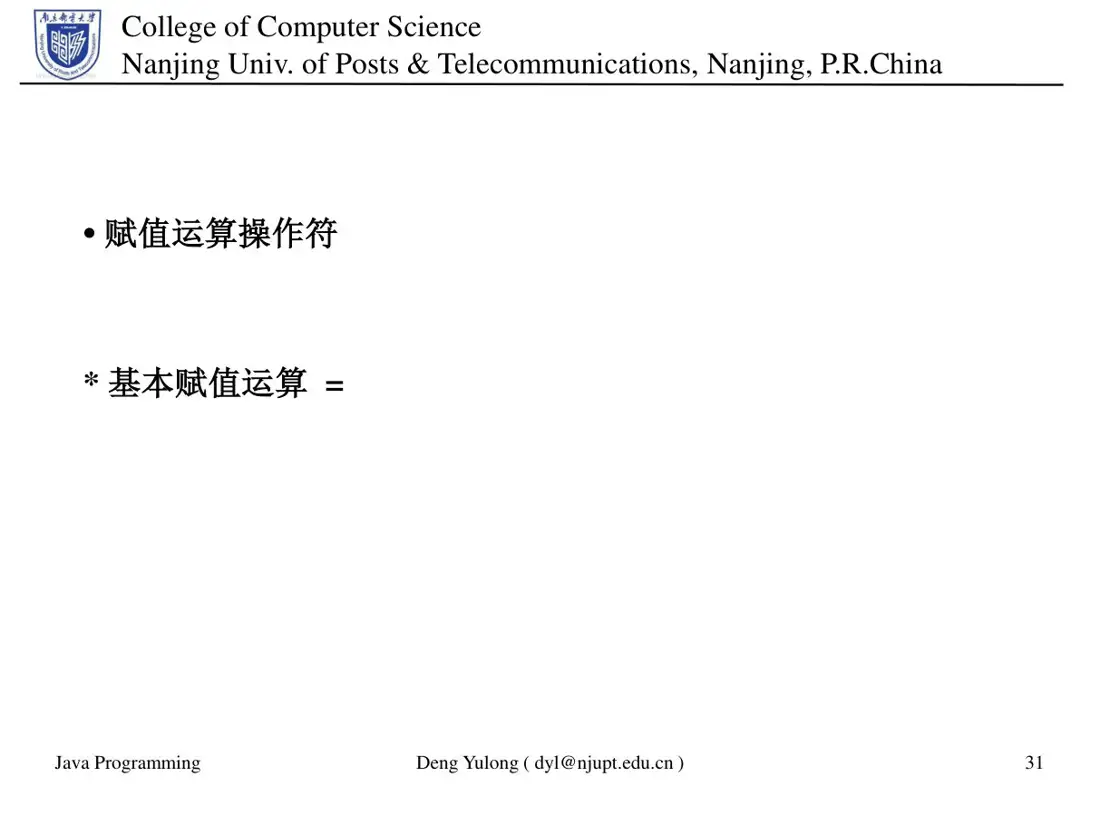 College of Computer Science
Nanjing Univ. of Posts & Telecommunications, Nanjing, P.R.China
• 赋值运算操作符
* 基本赋值运算 =
Java Programming
Deng Yulong ( dyl@njupt.edu.cn )
31